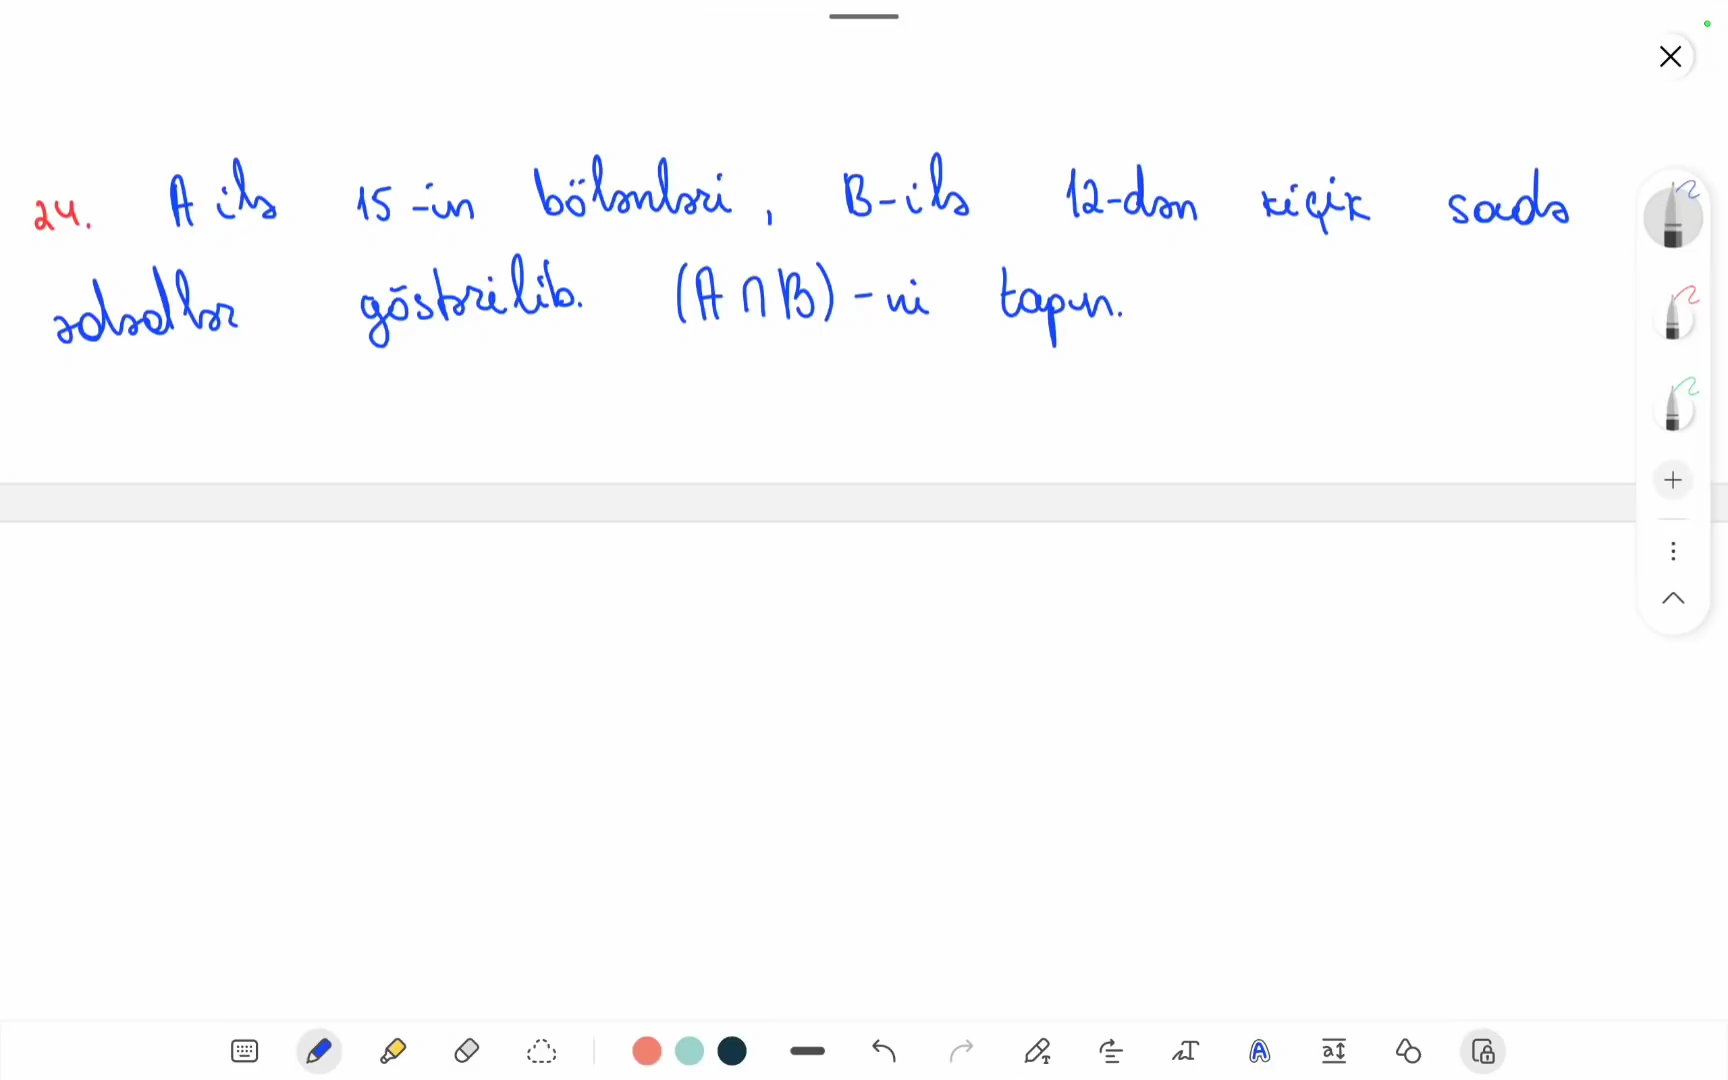 24. A ilə 15-in bölənləri, B-ilə 12-dən kiçik sadə
ədədlər göstərilib. (A ∩ B) - ni tapın.